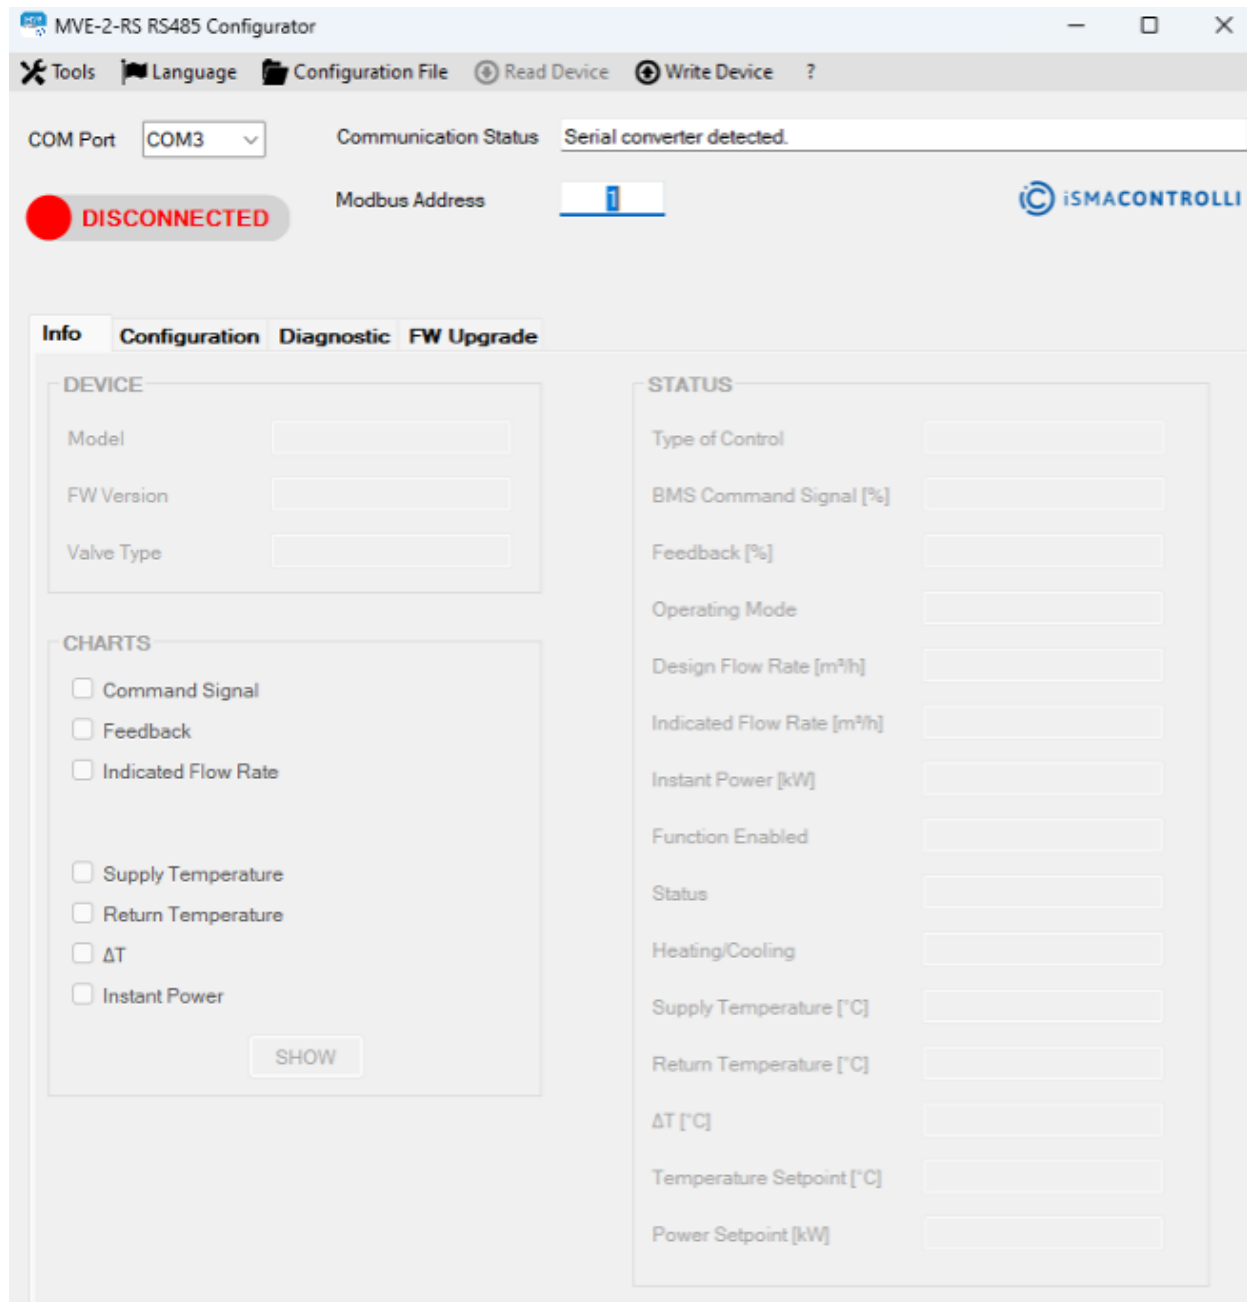 MVE-2-RS RS485 Configurator
Tools Language Configuration File Read Device Write Device ?
COM Port COM3 Communication Status Serial converter detected.
DISCONNECTED Modbus Address 1 iSMACONTROLLI
Info Configuration Diagnostic FW Upgrade
DEVICE
Model
FW Version
Valve Type
CHARTS
Command Signal
Feedback
Indicated Flow Rate
Supply Temperature
Return Temperature
ΔT
Instant Power
SHOW
STATUS
Type of Control
BMS Command Signal [%]
Feedback [%]
Operating Mode
Design Flow Rate [m³/h]
Indicated Flow Rate [m³/h]
Instant Power [kW]
Function Enabled
Status
Heating/Cooling
Supply Temperature [°C]
Return Temperature [°C]
ΔT [°C]
Temperature Setpoint [°C]
Power Setpoint [kW]